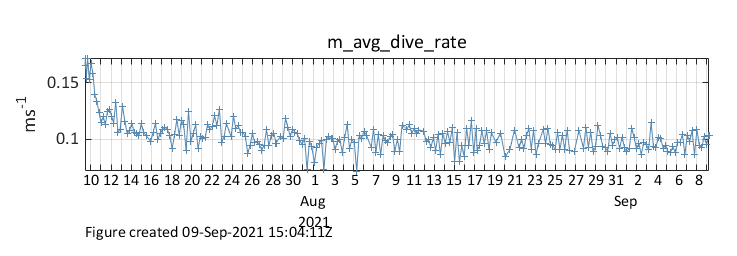 m_avg_dive_rate
0.15
0.1
ms-1
10 12 14 16 18 20 22 24 26 28 30 1 3 5 7 9 11 13 15 17 19 21 23 25 27 29 31 2 4 6 8
Aug Sep
2021
Figure created 09-Sep-2021 15:04:11Z